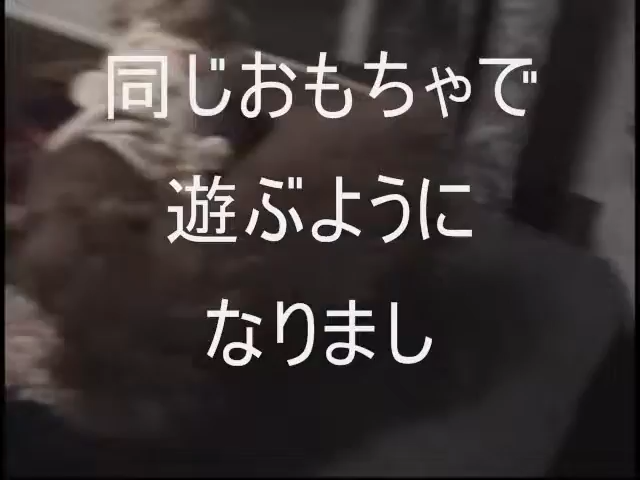 同じおもちゃで
遊ぶように
なりまし